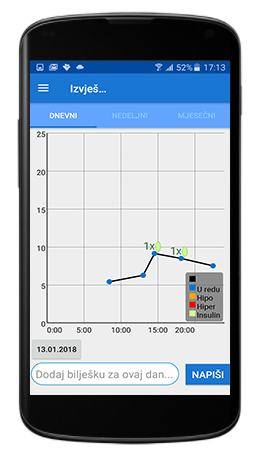 52% 17:13
Izvješ...
DNEVNI NEDELJNI MJESEČNI
25
20
15
10
5
0
1x 1x
U redu
Hipo
Hiper
Insulin
0:00 5:00 10:00 15:00 20:00
13.01.2018
Dodaj bilješku za ovaj dan...
NAPIŠI